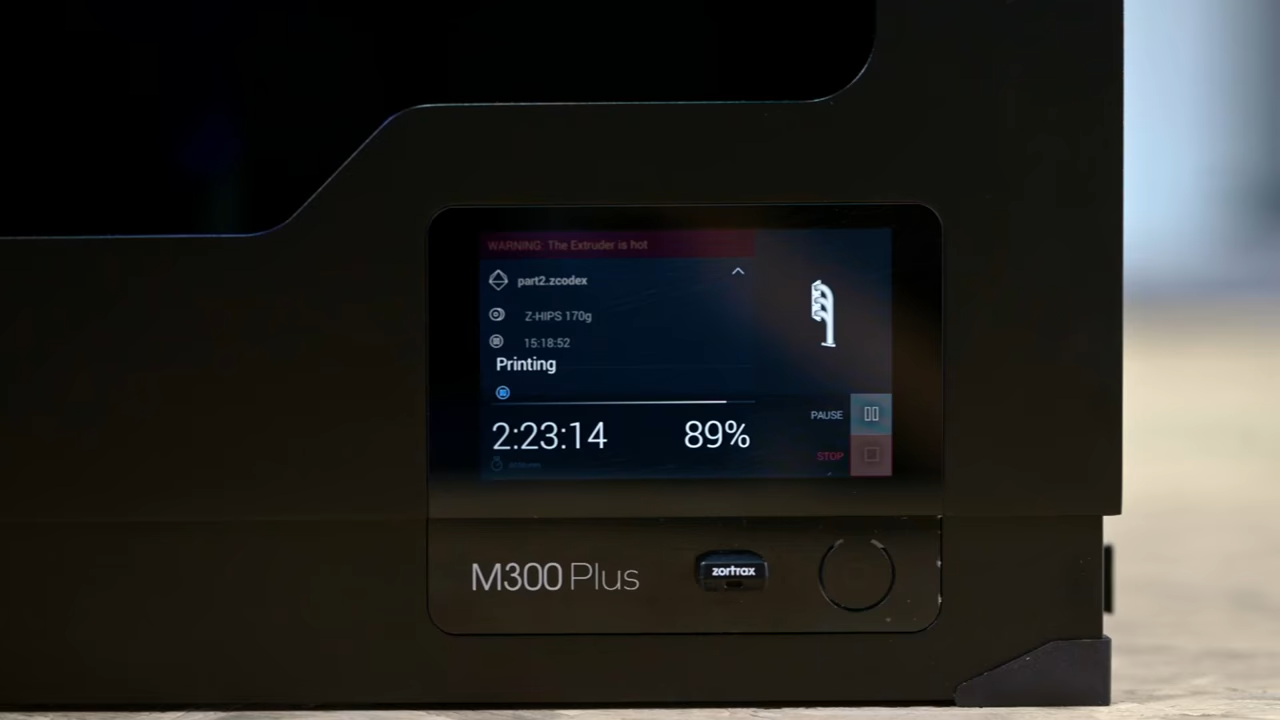 WARNING: The Extruder is hot
part2.zcodex
Z-HIPS 170g
15:18:52
Printing
2:23:14 89%
PAUSE
STOP
M300 Plus
zortrax